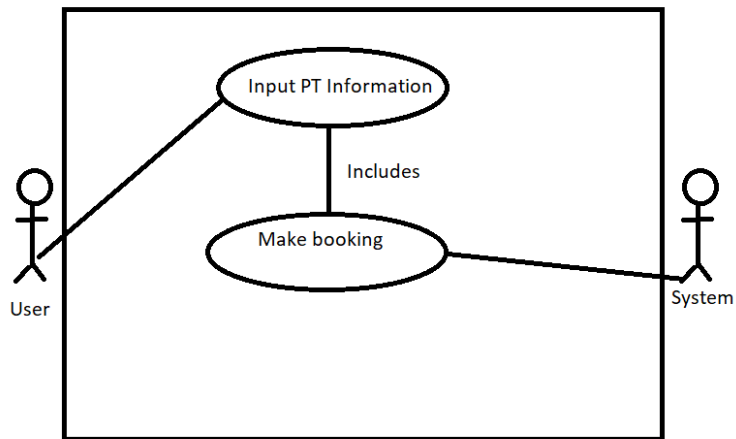 Input PT Information
Includes
Make booking
User
System